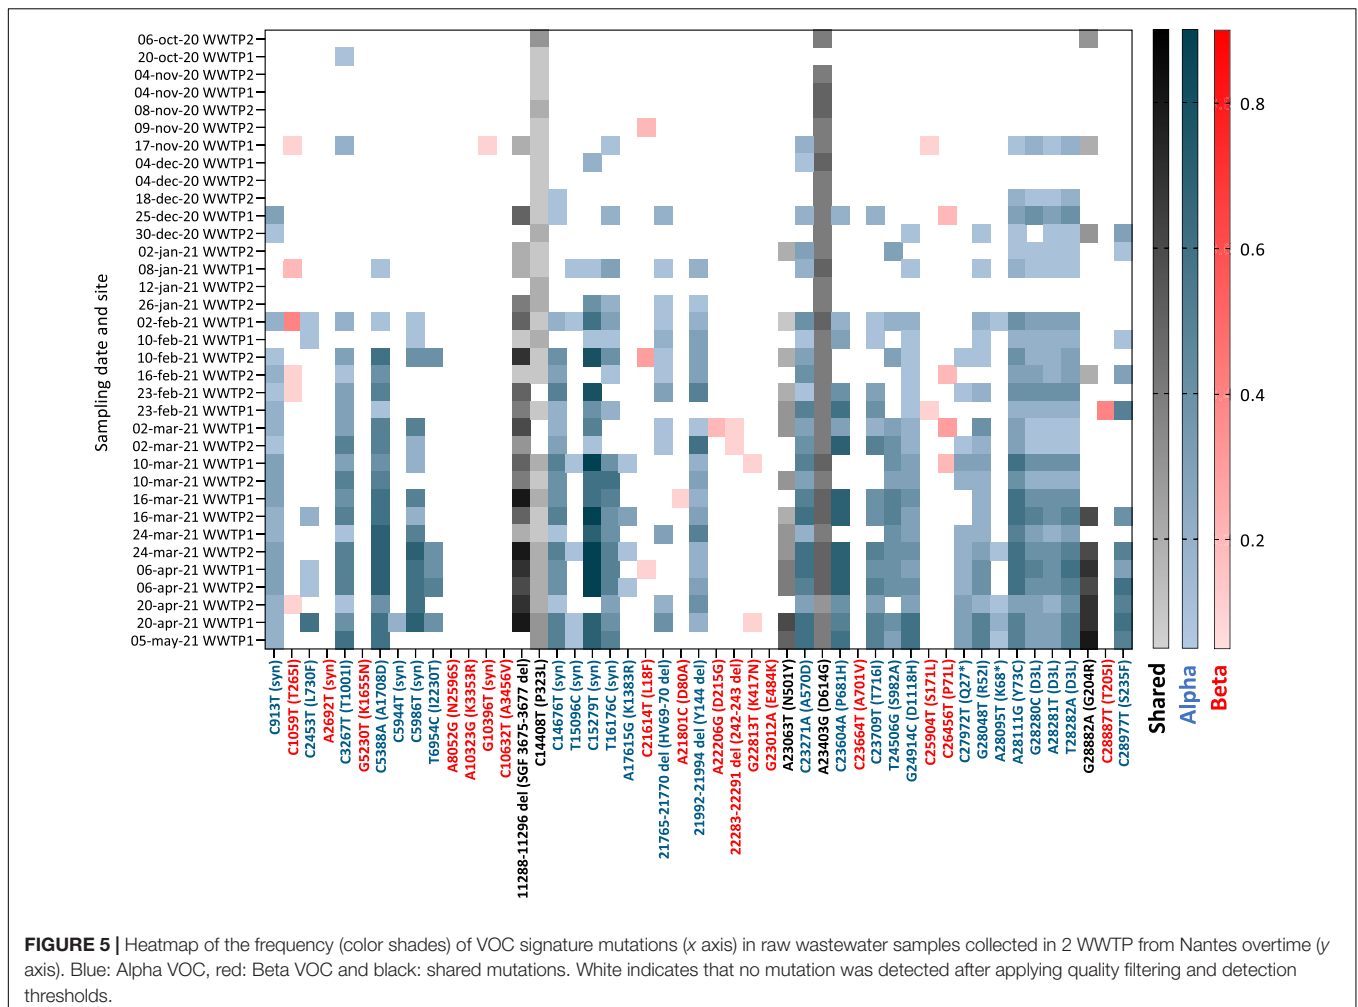 Sampling date and site
06-oct-20 WWTP2
20-oct-20 WWTP1
04-nov-20 WWTP2
04-nov-20 WWTP1
08-nov-20 WWTP2
09-nov-20 WWTP2
17-nov-20 WWTP1
04-dec-20 WWTP1
04-dec-20 WWTP2
18-dec-20 WWTP2
25-dec-20 WWTP1
30-dec-20 WWTP2
02-jan-21 WWTP2
08-jan-21 WWTP1
12-jan-21 WWTP2
26-jan-21 WWTP2
02-feb-21 WWTP1
10-feb-21 WWTP1
10-feb-21 WWTP2
16-feb-21 WWTP2
23-feb-21 WWTP2
23-feb-21 WWTP1
02-mar-21 WWTP1
02-mar-21 WWTP2
10-mar-21 WWTP1
10-mar-21 WWTP2
16-mar-21 WWTP1
16-mar-21 WWTP2
24-mar-21 WWTP1
24-mar-21 WWTP2
06-apr-21 WWTP1
06-apr-21 WWTP2
20-apr-21 WWTP2
20-apr-21 WWTP1
05-may-21 WWTP1
C913T (syn)
C1059T (T265I)
C2453T (L730F)
A2692T (syn)
C3267T (T1001I)
G5230T (K1655N)
C5388A (A1708D)
C5944T (syn)
C5986T (syn)
T6954C (I2230T)
A8052G (N2596S)
A10323G (K3353R)
G10396T (syn)
C10632T (A3456V)
11288-11296 del (SGF 3675-3677 del)
C14408T (P323L)
C14676T (syn)
T15096C (syn)
C15279T (syn)
T16176C (syn)
A17615G (K1383R)
C21614T (L18F)
21765-21770 del (HV69-70 del)
A21801C (D80A)
21992-21994 del (Y144 del)
A22206G (D215G)
22283-22291 del (242-243 del)
G22813T (K417N)
G23012A (E484K)
A23063T (N501Y)
C23271A (A570D)
A23403G (D614G)
C23604A (P681H)
C23664T (A701V)
C23709T (T716I)
T24506G (S982A)
G24914C (D118H)
C25904T (S171L)
C26456T (P71L)
C27972T (Q27*)
G28048T (R52I)
A28095T (K68*)
A28111G (Y73C)
G28280C (D3L)
A28281T (D3L)
T28282A (D3L)
G28882A (G204R)
C28887T (T205I)
C28977T (S235F)
Shared
Alpha
Beta
0.8
0.6
0.4
0.2
FIGURE 5 | Heatmap of the frequency (color shades) of VOC signature mutations (x axis) in raw wastewater samples collected in 2 WWTP from Nantes overtime (y
axis). Blue: Alpha VOC, red: Beta VOC and black: shared mutations. White indicates that no mutation was detected after applying quality filtering and detection
thresholds.